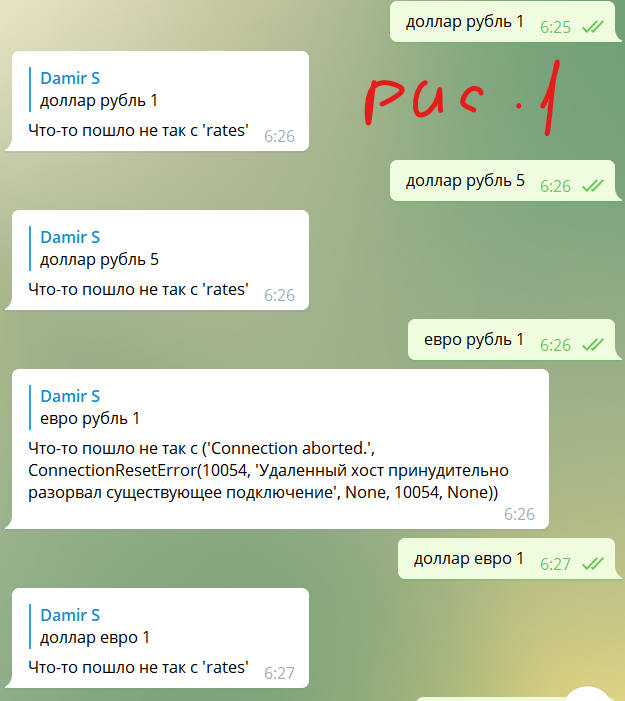 доллар рубль 1 6:25
Damir S
доллар рубль 1
Что-то пошло не так с 'rates' 6:26
рис. 1
доллар рубль 5 6:26
Damir S
доллар рубль 5
Что-то пошло не так с 'rates' 6:26
евро рубль 1 6:26
Damir S
евро рубль 1
Что-то пошло не так с ('Connection aborted.',
ConnectionResetError(10054, 'Удаленный хост принудительно
разорвал существующее подключение', None, 10054, None))
6:26
доллар евро 1 6:27
Damir S
доллар евро 1
Что-то пошло не так с 'rates' 6:27